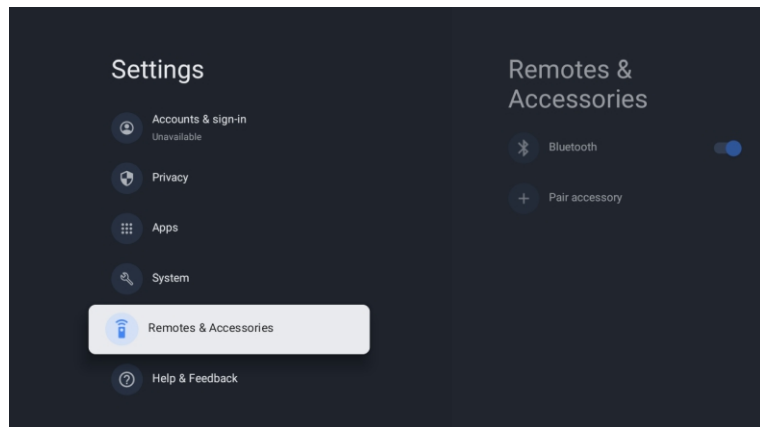 Settings
Accounts & sign-in
Unavailable
Privacy
Apps
System
Remotes & Accessories
Help & Feedback
Remotes &
Accessories
Bluetooth
Pair accessory